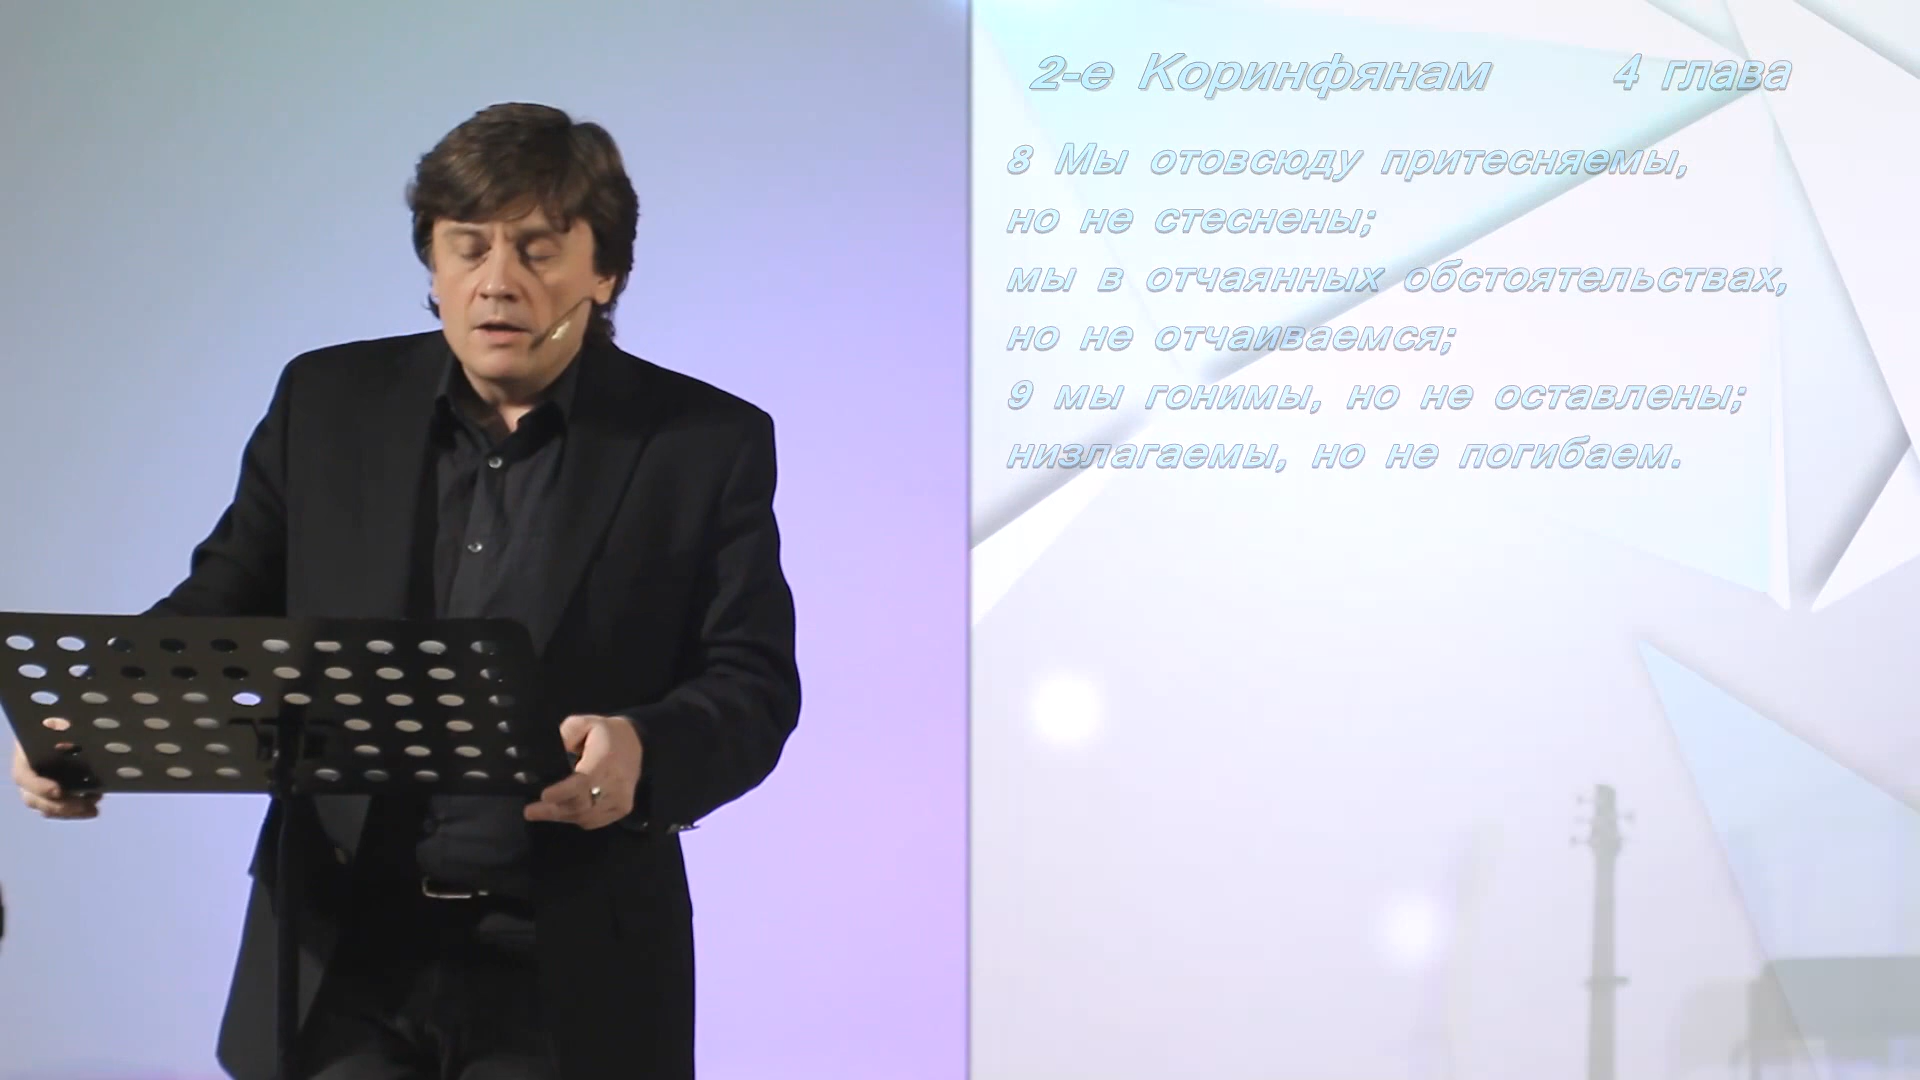 2-е Коринфянам 4 глава
8 Мы отовсюду притесняемы,
но не стеснены;
мы в отчаянных обстоятельствах,
но не отчаиваемся;
9 мы гонимы, но не оставлены;
низлагаемы, но не погибаем.